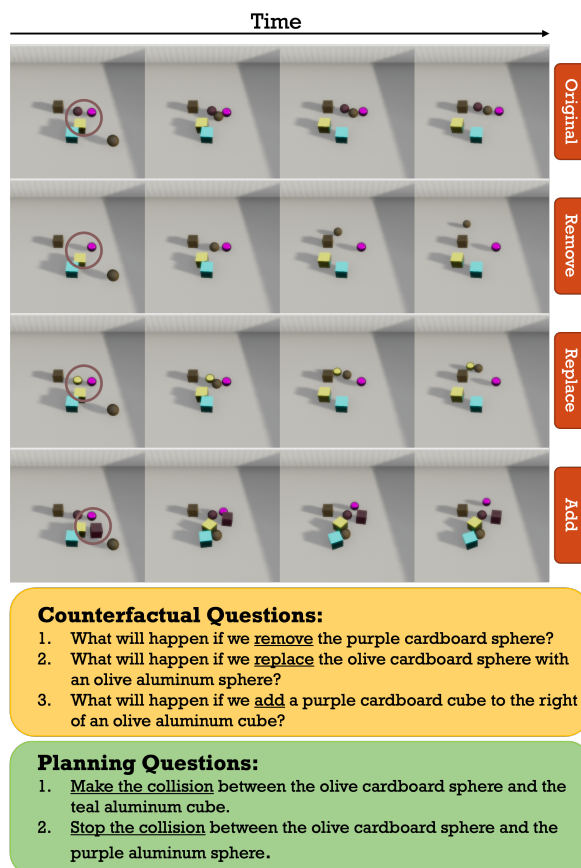 Time
Original
Remove
Replace
Add
Counterfactual Questions:
1. What will happen if we remove the purple cardboard sphere?
2. What will happen if we replace the olive cardboard sphere with
an olive aluminum sphere?
3. What will happen if we add a purple cardboard cube to the right
of an olive aluminum cube?
Planning Questions:
1. Make the collision between the olive cardboard sphere and the
teal aluminum cube.
2. Stop the collision between the olive cardboard sphere and the
purple aluminum sphere.